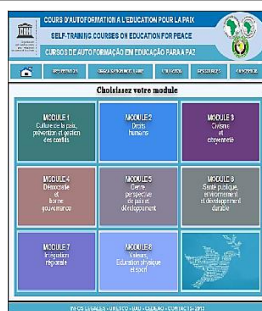 COURS D'AUTOFORMATION A L'EDUCATION POUR LA PAIX
SELF-TRAINING COURSES ON EDUCATION FOR PEACE
CURSOS DE AUTO FORMAÇÃO EM EDUCAÇÃO PARA A PAZ
Choisissez votre module
MODULE 1
Culture de la paix,
prévention et gestion
des conflits
MODULE 2
Droits
humains
MODULE 3
Civisme
et
citoyenneté
MODULE 4
Démocratie
et
bonne
gouvernance
MODULE 5
Genre,
perspective
de paix et
développement
MODULE 6
Santé publique,
environnement
et développement
durable
MODULE 7
Intégration
régionale
MODULE 8
Valeurs,
Education physique
et sport